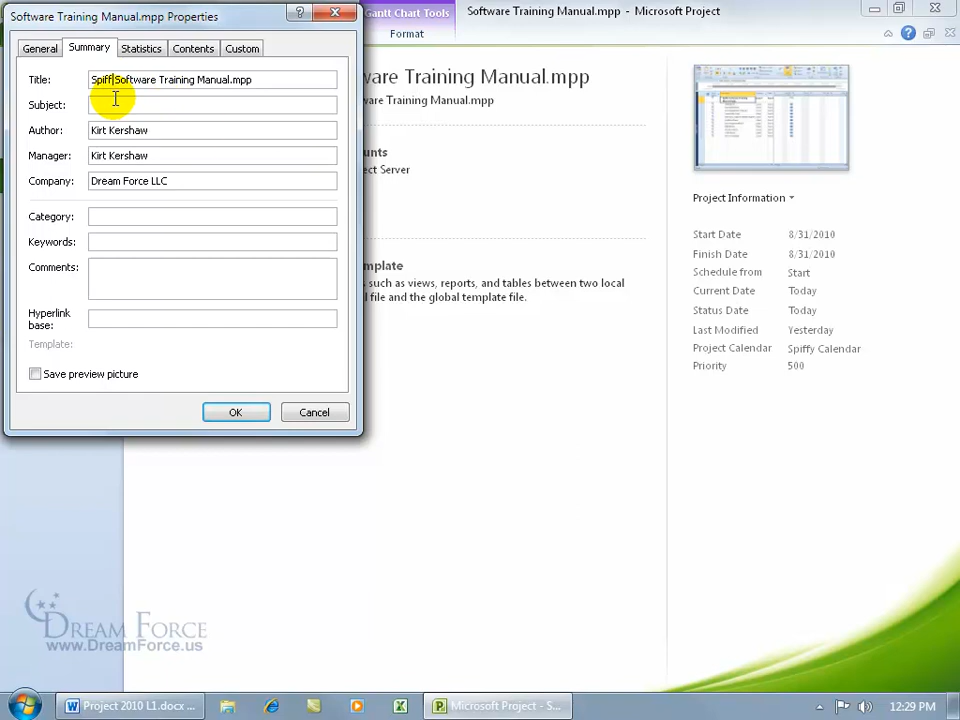 Software Training Manual.mpp Properties
Gantt Chart Tools
Software Training Manual.mpp - Microsoft Project
Format
General
Summary
Statistics
Contents
Custom
Title: SpiffSoftware Training Manual.mpp
Subject:
Author: Kirt Kershaw
Manager: Kirt Kershaw
Company: Dream Force LLC
Category:
Keywords:
Comments:
Hyperlink
base:
Template:
Save preview picture
OK
Cancel
ware Training Manual.mpp
ware Training Manual.mpp
unts
ect Server
mplate
s such as views, reports, and tables between two local
l file and the global template file.
Project Information
Start Date 8/31/2010
Finish Date 8/31/2010
Schedule from Start
Current Date Today
Status Date Today
Last Modified Yesterday
Project Calendar Spiffy Calendar
Priority 500
DREAM FORCE
www.DreamForce.us
Project 2010 L1.docx ...
Microsoft Project - S...
12:29 PM